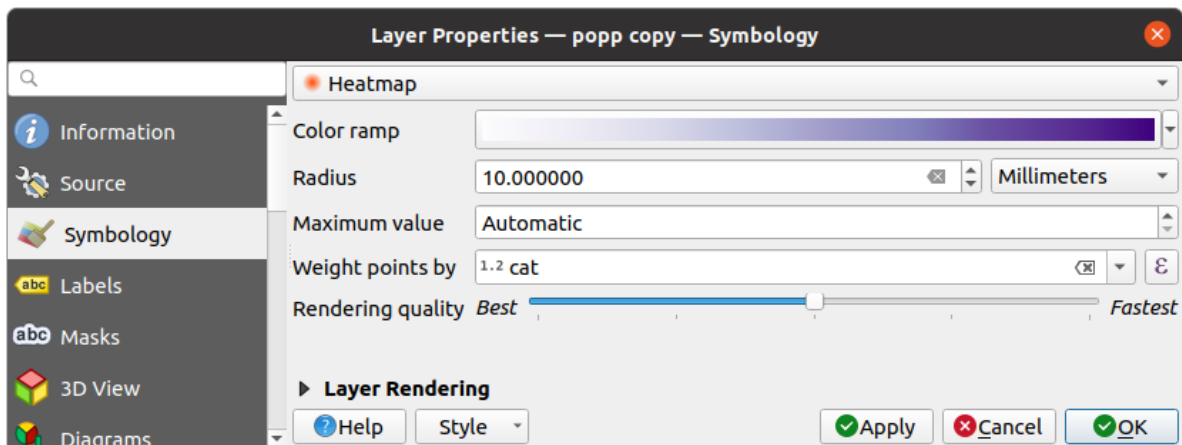 Layer Properties — popp copy — Symbology
Information
Source
Symbology
abc Labels
abc Masks
3D View
Diagrams
Heatmap
Color ramp
Radius 10.000000 Millimeters
Maximum value Automatic
Weight points by 1.2 cat ε
Rendering quality Best Fastest
Layer Rendering
Help Style Apply Cancel OK